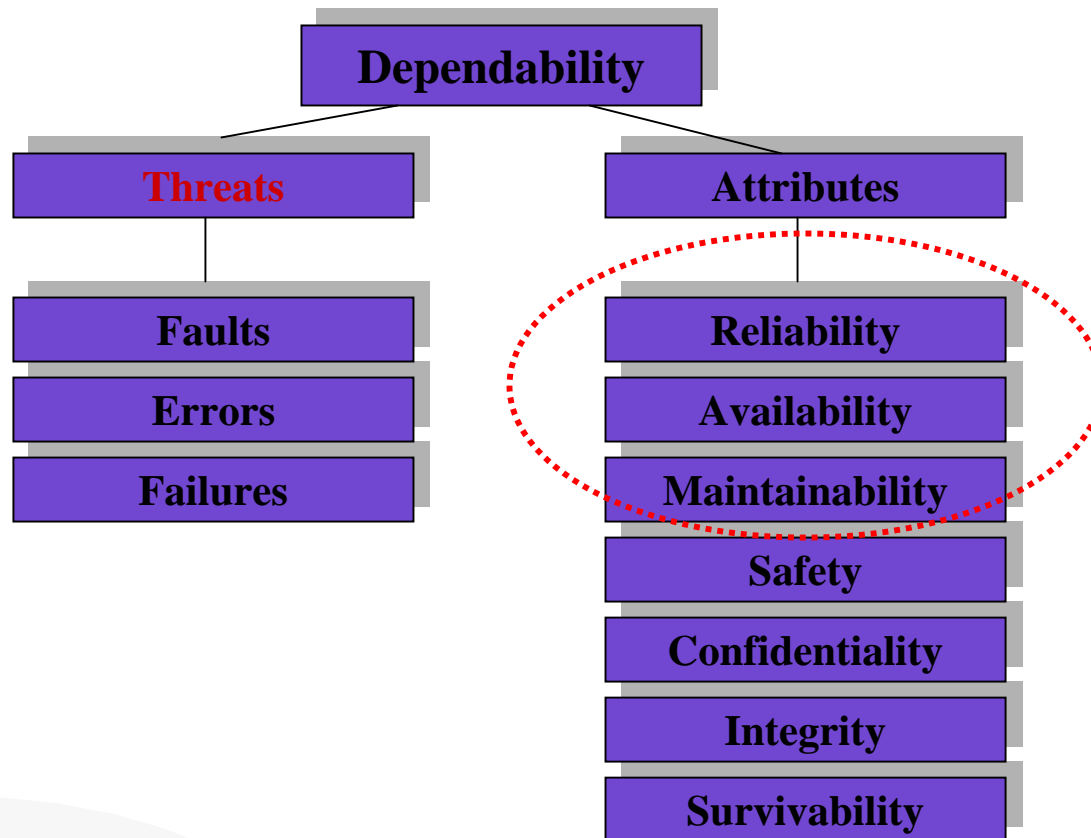 Dependability
Threats
Attributes
Faults
Errors
Failures
Reliability
Availability
Maintainability
Safety
Confidentiality
Integrity
Survivability